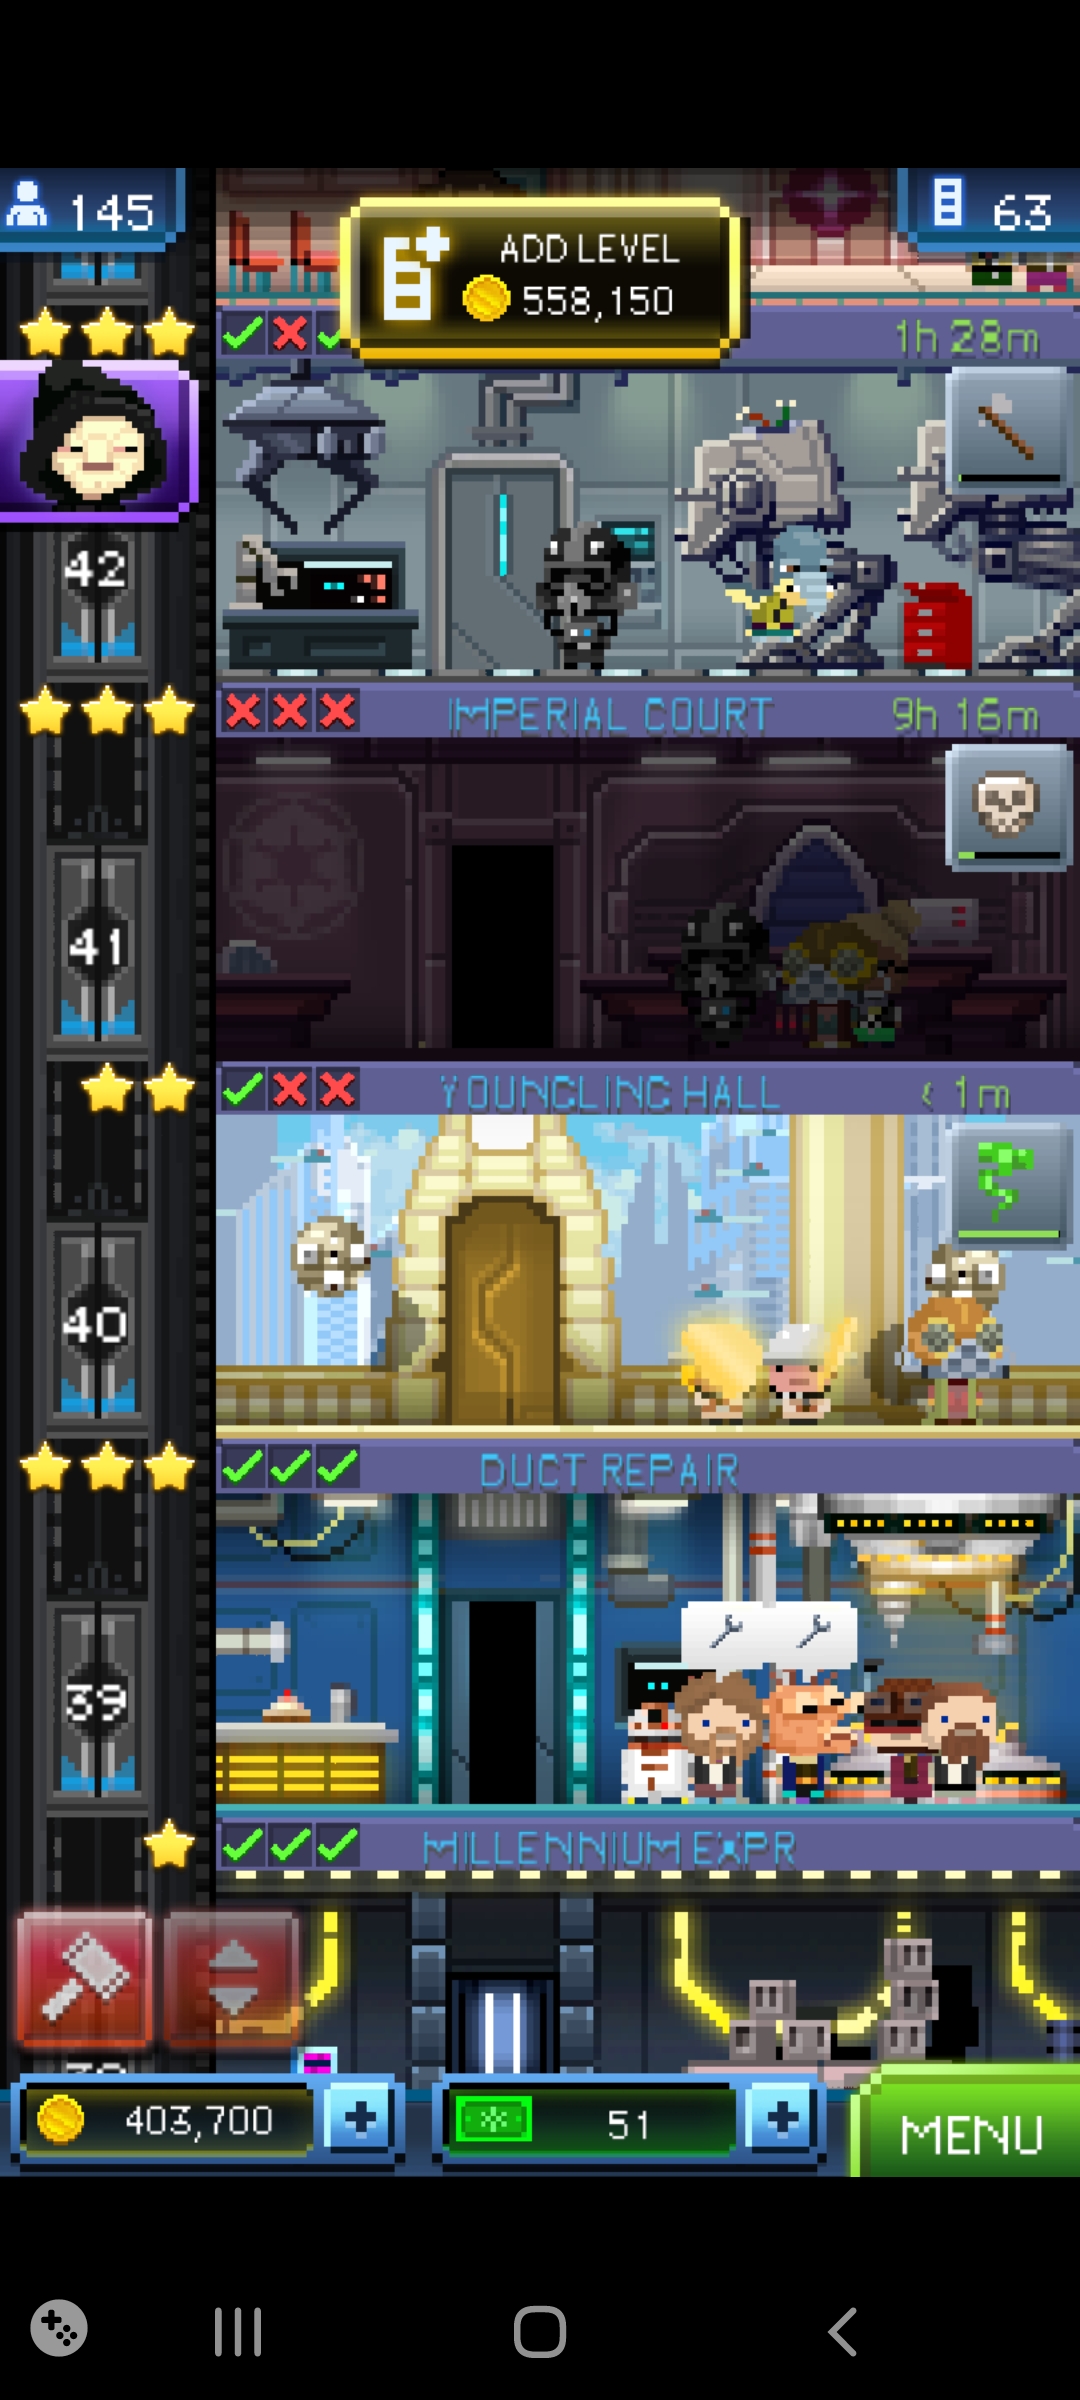 145
63
ADD LEVEL
558,150
1h 28m
42
IMPERIAL COURT
9h 16m
41
YOUNGLING HALL
< 1m
40
DUCT REPAIR
39
MILLENNIUM EXPR
403,700
51
MENU